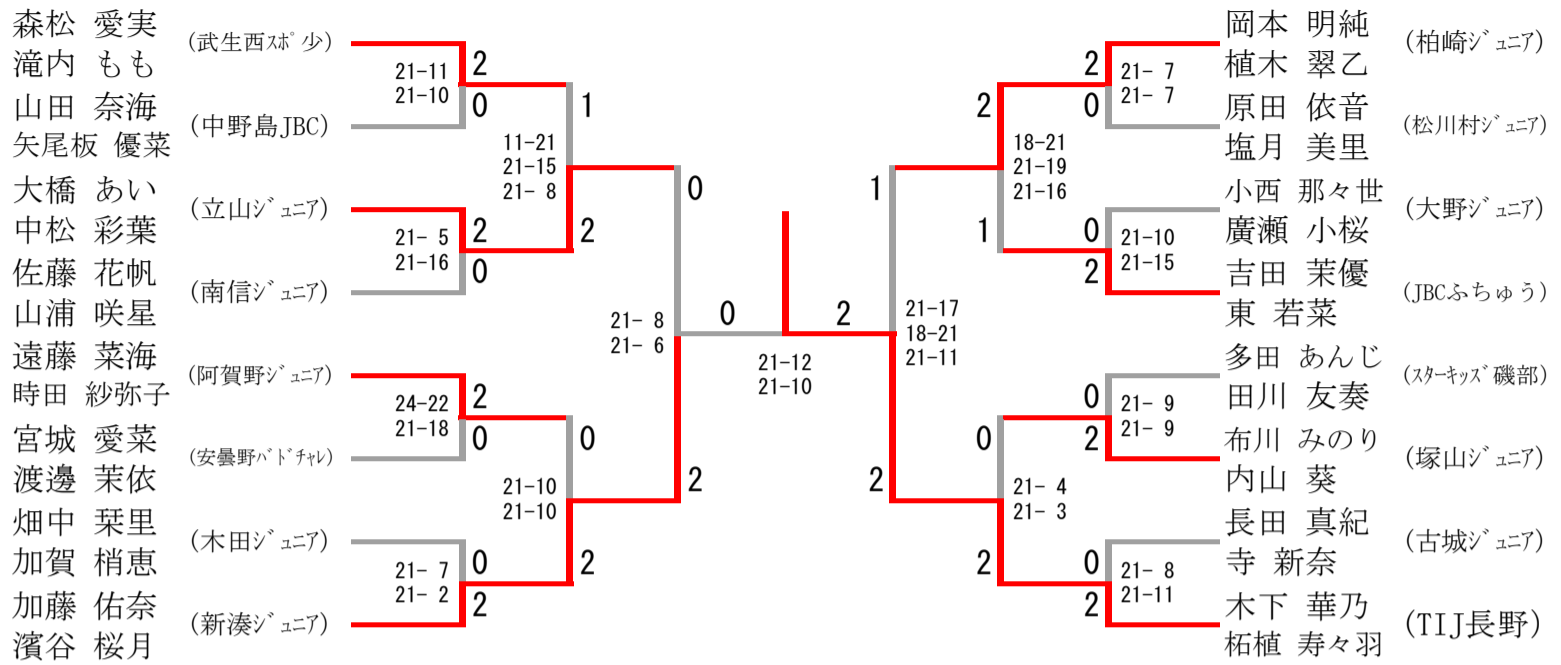 森松 愛実
滝内 もも
(武生西ｽﾎﾟ少)
山田 奈海
矢尾板 優菜
(中野島JBC)
大橋 あい
中松 彩葉
(立山ｼﾞｭﾆｱ)
佐藤 花帆
山浦 咲星
(南信ｼﾞｭﾆｱ)
遠藤 菜海
時田 紗弥子
(阿賀野ｼﾞｭﾆｱ)
宮城 愛菜
渡邊 茉依
(安曇野ﾊﾞﾄﾞﾁｬﾚ)
畑中 栞里
加賀 梢恵
(木田ｼﾞｭﾆｱ)
加藤 佑奈
濱谷 桜月
(新湊ｼﾞｭﾆｱ)
2
21-11
21-10
0
2
21- 5
21-16
0
2
24-22
21-18
0
0
21- 7
21- 2
2
1
11-21
21-15
21- 8
2
0
21-10
21-10
2
0
21- 8
21- 6
2
0
2
21-12
21-10
1
21-17
18-21
21-11
2
2
18-21
21-19
21-16
1
0
21- 4
21- 3
2
2
21- 7
21- 7
0
0
21-10
21-15
2
0
21- 9
21- 9
2
0
21- 8
21-11
2
岡本 明純
植木 翠乙
(柏崎ｼﾞｭﾆｱ)
原田 依音
塩月 美里
(松川村ｼﾞｭﾆｱ)
小西 那々世
廣瀬 小桜
(大野ｼﾞｭﾆｱ)
吉田 茉優
東 若菜
(JBCふちゅう)
多田 あんじ
田川 友奏
(ｽﾀｰｷｯｽﾞ磯部)
布川 みのり
内山 葵
(塚山ｼﾞｭﾆｱ)
長田 真紀
寺 新奈
(古城ｼﾞｭﾆｱ)
木下 華乃
柘植 寿々羽
(TIJ長野)